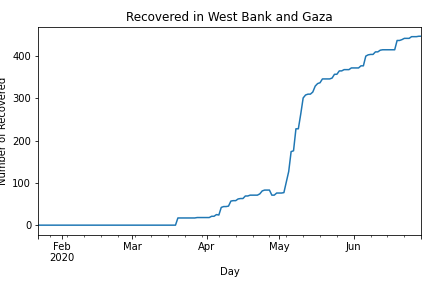 Recovered in West Bank and Gaza
Number of Recovered
400
300
200
100
0
Feb
2020
Mar
Apr
May
Jun
Day